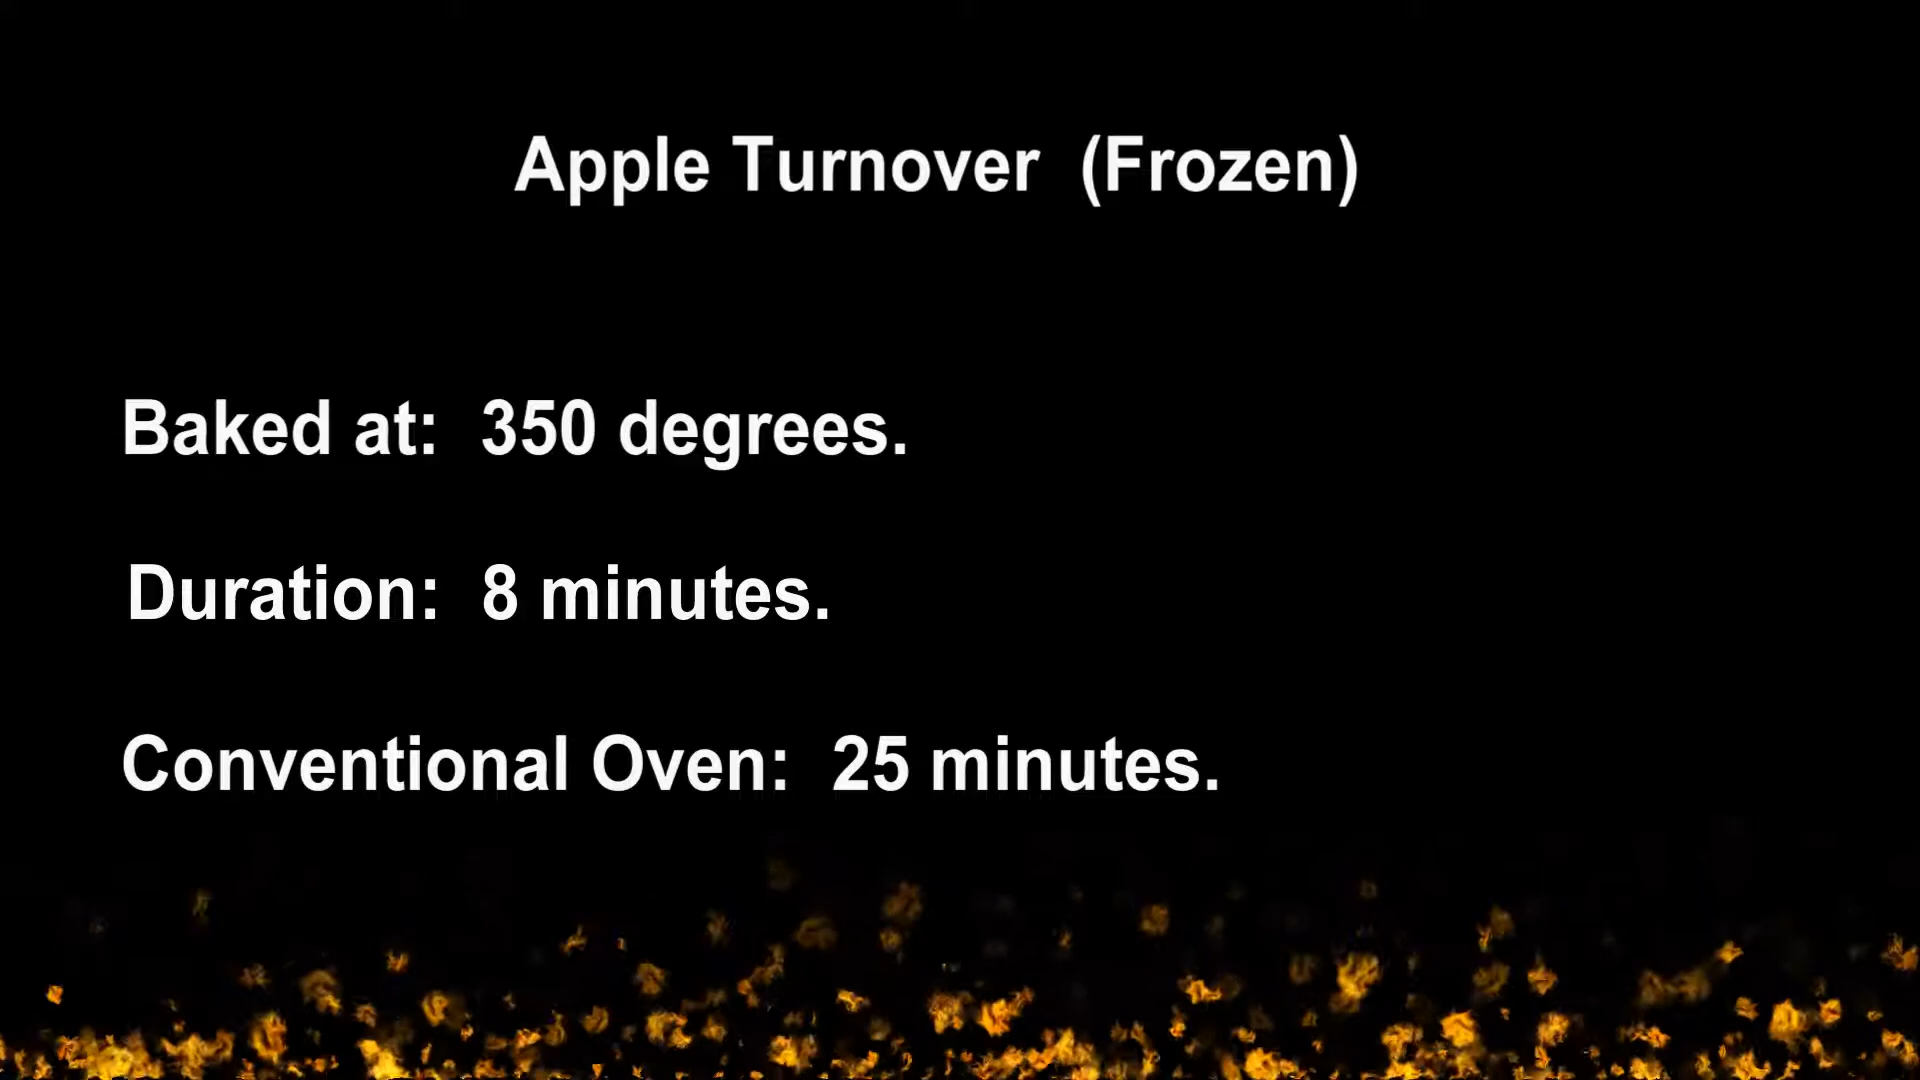 Apple Turnover (Frozen)
Baked at: 350 degrees.
Duration: 8 minutes.
Conventional Oven: 25 minutes.